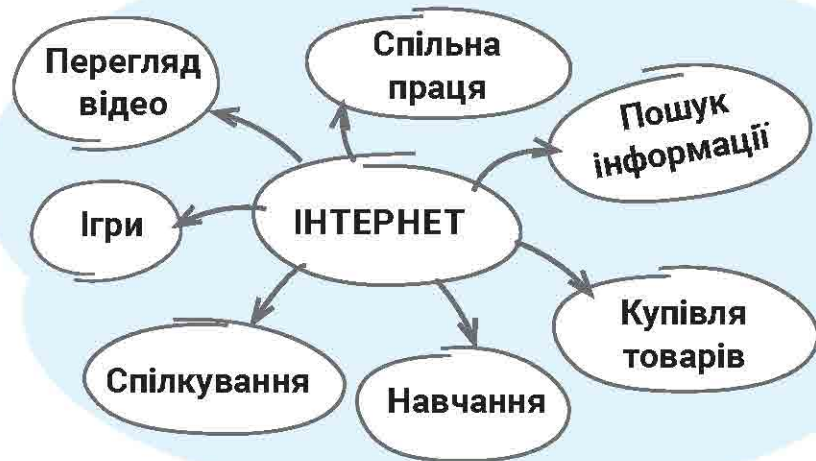 Перегляд
відео
Спільна
праця
Пошук
інформації
Ігри
ІНТЕРНЕТ
Купівля
товарів
Спілкування
Навчання